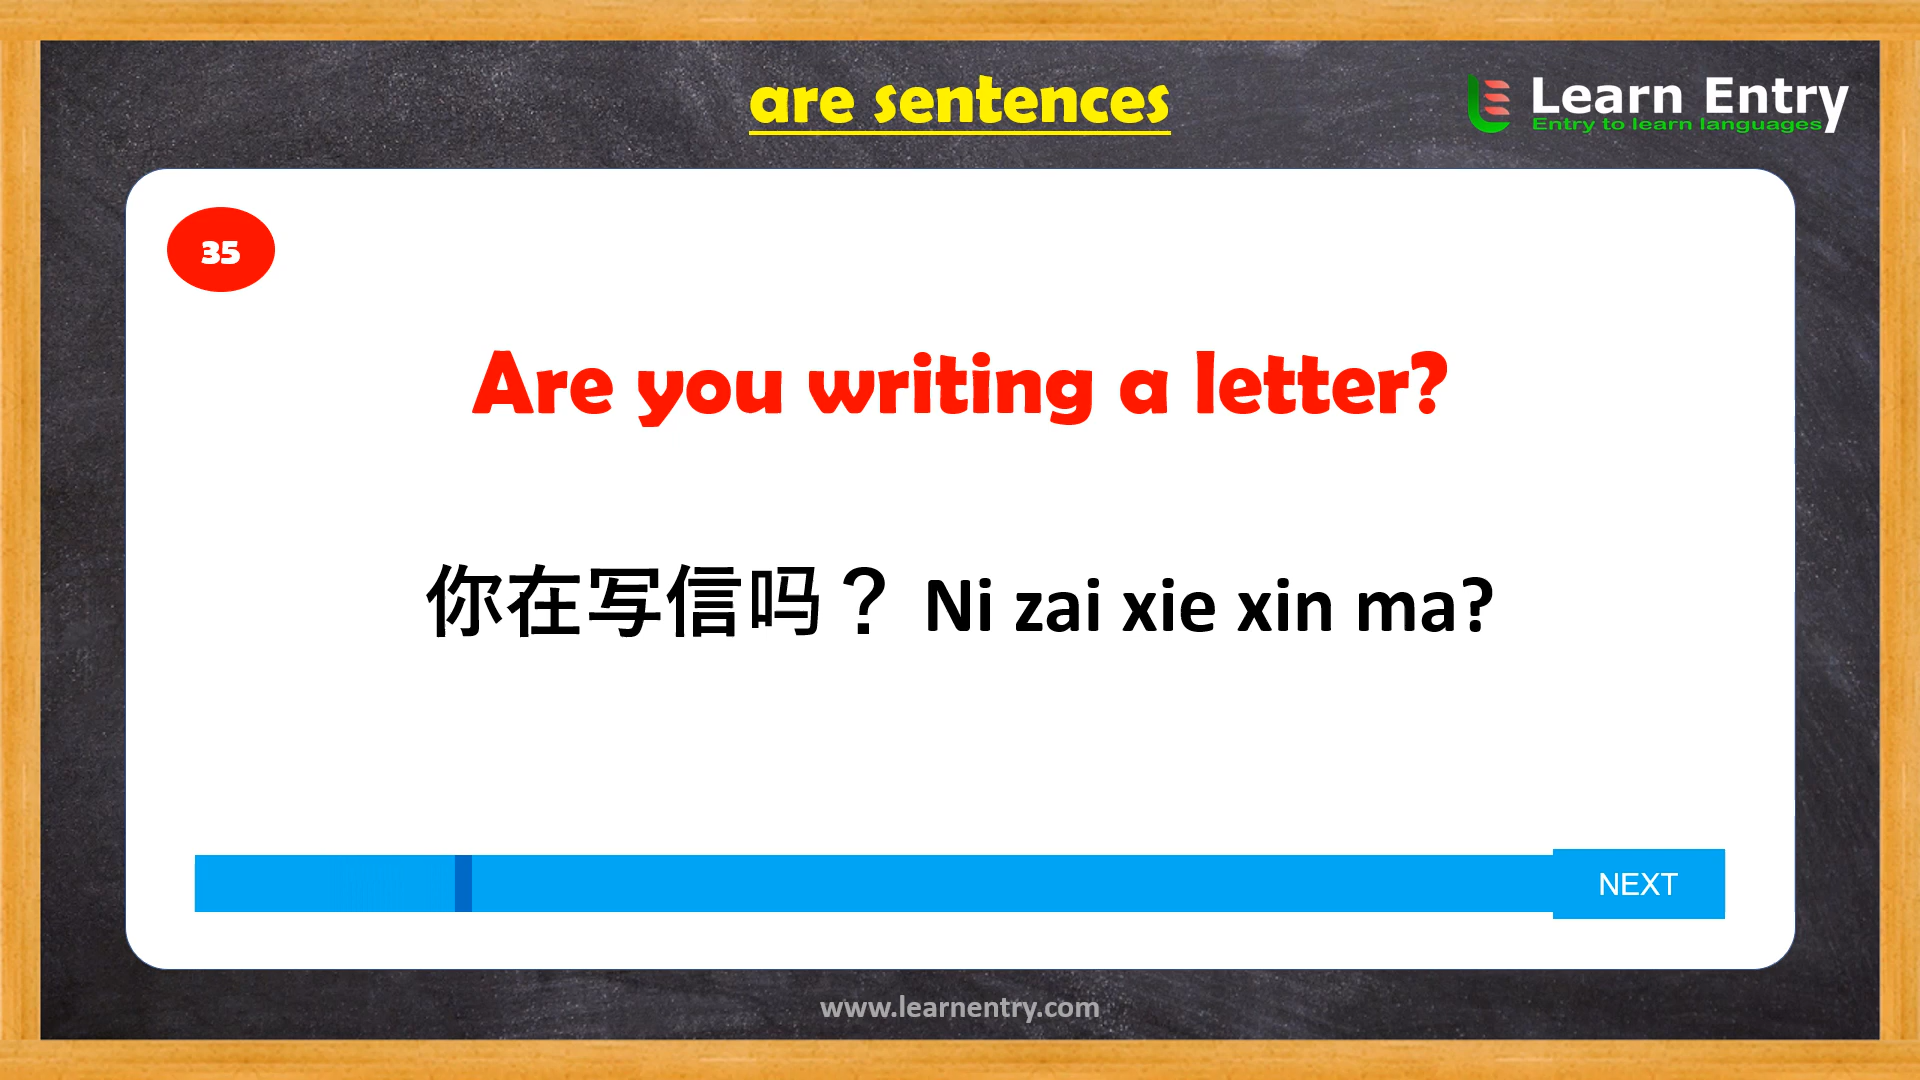 are sentences
Learn Entry
Entry to learn languages
35
Are you writing a letter?
你在写信吗？ Ni zai xie xin ma?
NEXT
www.learnentry.com